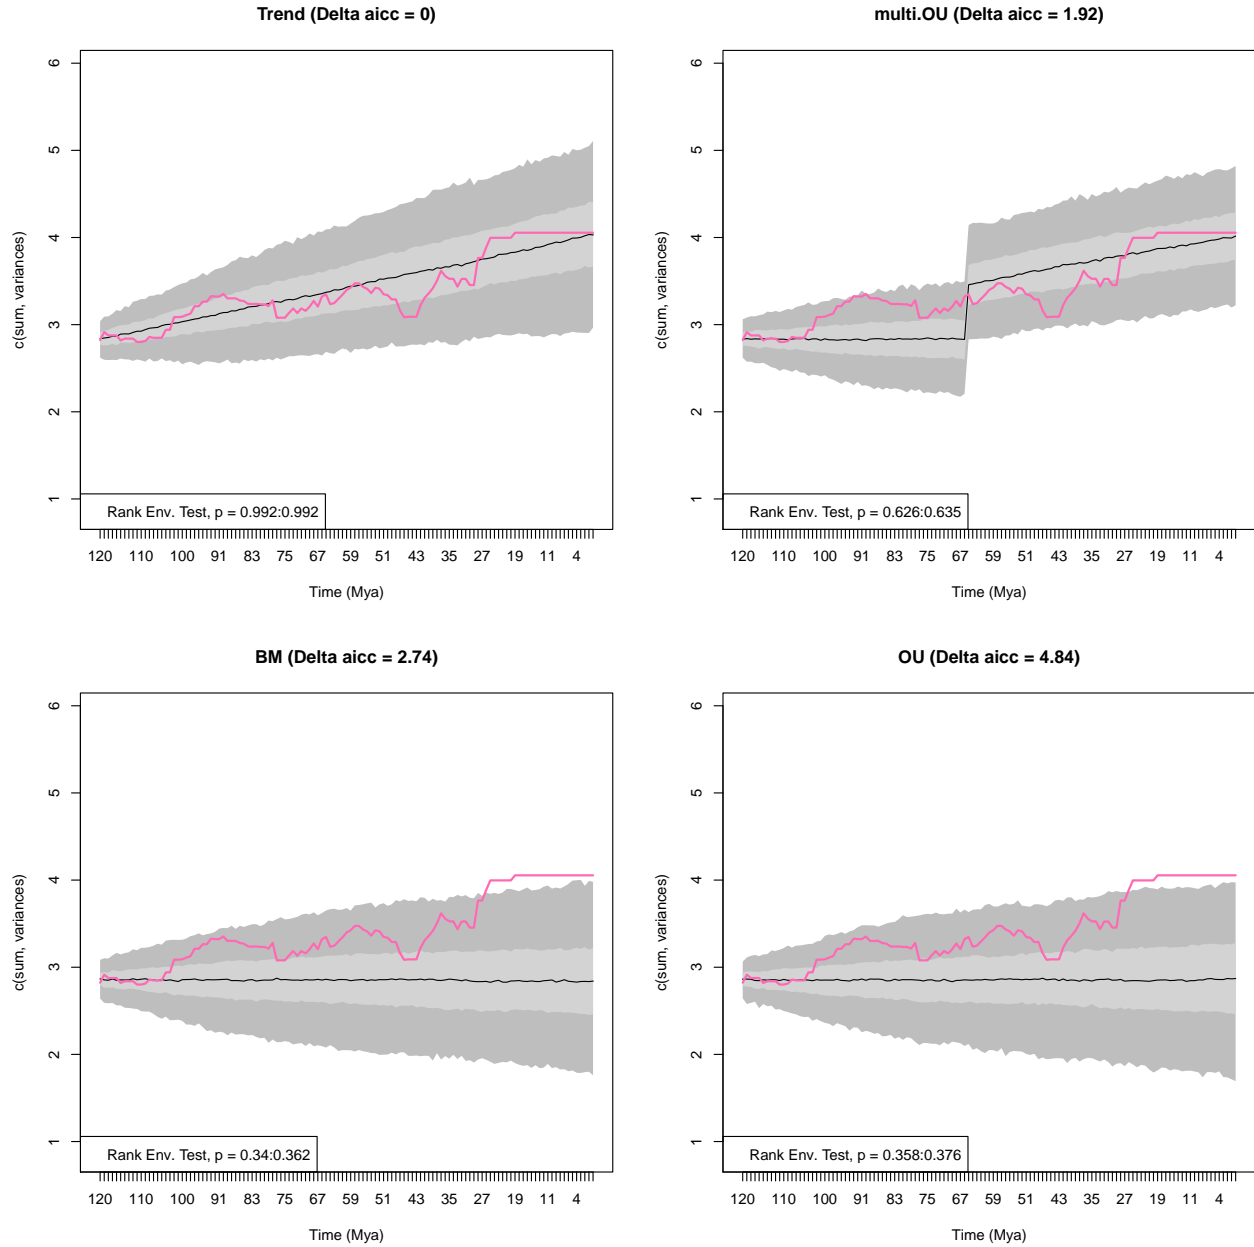 Trend (Delta aicc = 0)
c(sum, variances)
6
5
4
3
2
1
Rank Env. Test, p = 0.992:0.992
120 110 100 91 83 75 67 59 51 43 35 27 19 11 4
Time (Mya)
multi.OU (Delta aicc = 1.92)
c(sum, variances)
6
5
4
3
2
1
Rank Env. Test, p = 0.626:0.635
120 110 100 91 83 75 67 59 51 43 35 27 19 11 4
Time (Mya)
BM (Delta aicc = 2.74)
c(sum, variances)
6
5
4
3
2
1
Rank Env. Test, p = 0.34:0.362
120 110 100 91 83 75 67 59 51 43 35 27 19 11 4
Time (Mya)
OU (Delta aicc = 4.84)
c(sum, variances)
6
5
4
3
2
1
Rank Env. Test, p = 0.358:0.376
120 110 100 91 83 75 67 59 51 43 35 27 19 11 4
Time (Mya)